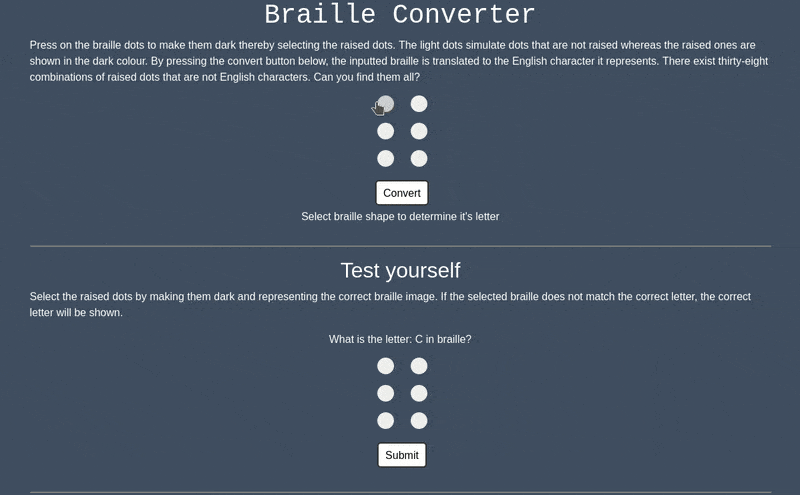 Braille Converter
Press on the braille dots to make them dark thereby selecting the raised dots. The light dots simulate dots that are not raised whereas the raised ones are
shown in the dark colour. By pressing the convert button below, the inputted braille is translated to the English character it represents. There exist thirty-eight
combinations of raised dots that are not English characters. Can you find them all?
Convert
Select braille shape to determine it's letter
Test yourself
Select the raised dots by making them dark and representing the correct braille image. If the selected braille does not match the correct letter, the correct
letter will be shown.
What is the letter: C in braille?
Submit